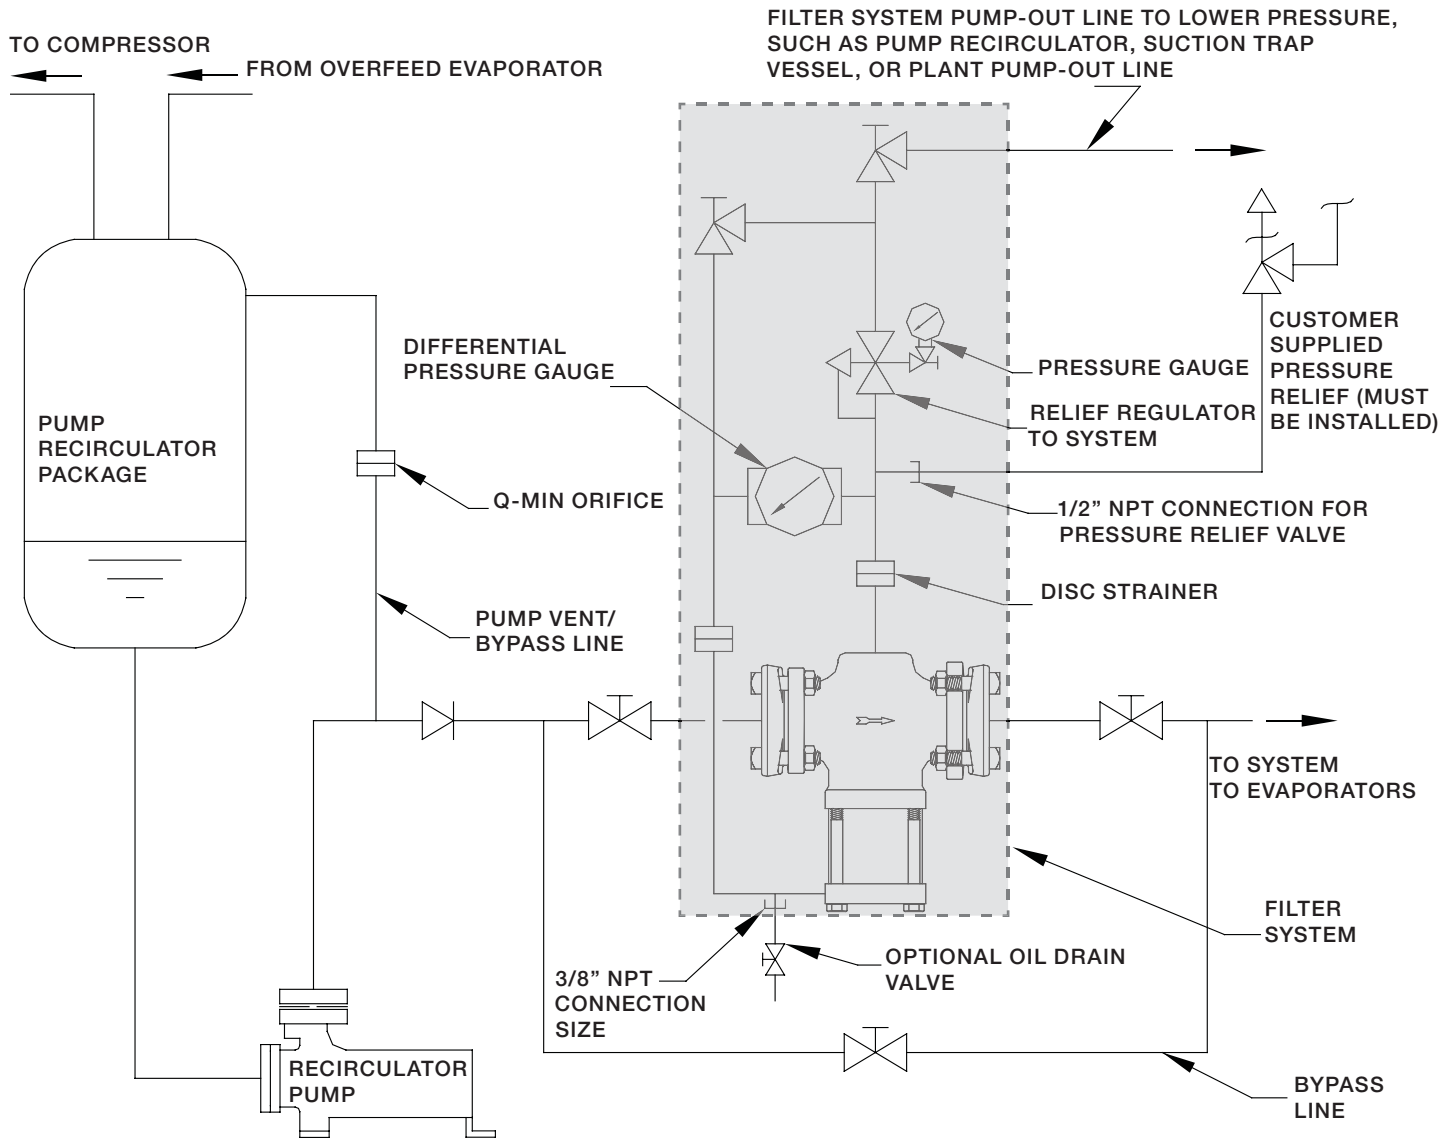 FILTER SYSTEM PUMP-OUT LINE TO LOWER PRESSURE,
SUCH AS PUMP RECIRCULATOR, SUCTION TRAP
VESSEL, OR PLANT PUMP-OUT LINE
TO COMPRESSOR
FROM OVERFEED EVAPORATOR
DIFFERENTIAL
PRESSURE GAUGE
PRESSURE GAUGE
CUSTOMER
SUPPLIED
PRESSURE
RELIEF (MUST
BE INSTALLED)
RELIEF REGULATOR
TO SYSTEM
PUMP
RECIRCULATOR
PACKAGE
Q-MIN ORIFICE
1/2” NPT CONNECTION FOR
PRESSURE RELIEF VALVE
DISC STRAINER
PUMP VENT/
BYPASS LINE
TO SYSTEM
TO EVAPORATORS
FILTER
SYSTEM
OPTIONAL OIL DRAIN
VALVE
3/8” NPT
CONNECTION
SIZE
RECIRCULATOR
PUMP
BYPASS
LINE